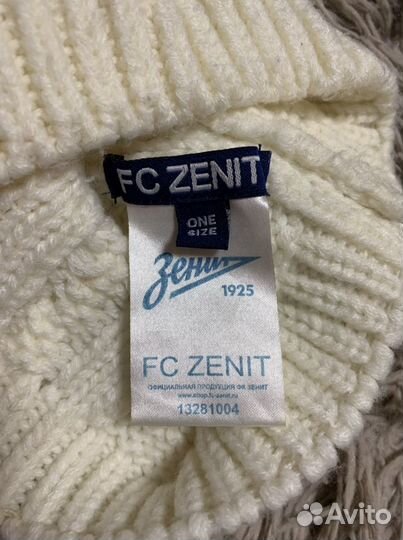 FC ZENIT
ONE
SIZE
Зенит
1925
FC ZENIT
ОФИЦИАЛЬНАЯ ПРОДУКЦИЯ ФК ЗЕНИТ
www.shop.fc-zenit.ru
13281004
Avito